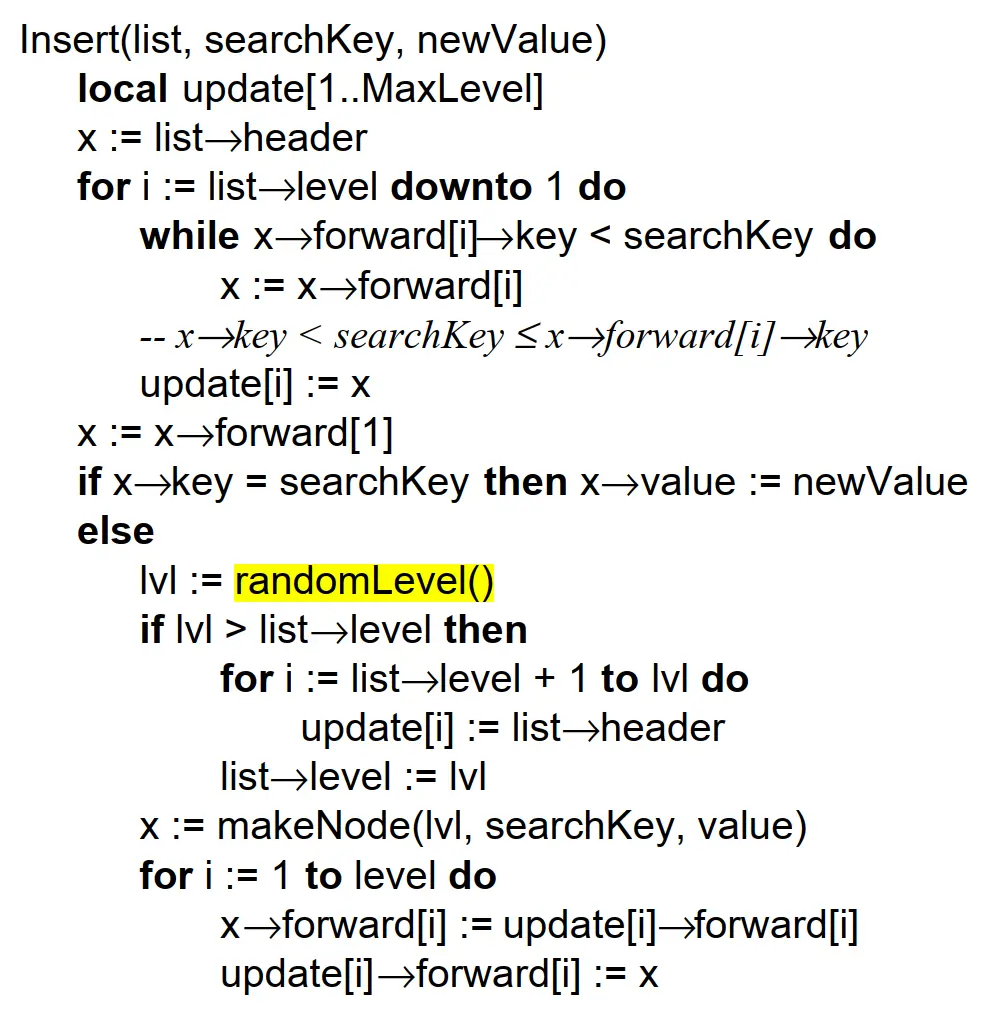 Insert(list, searchKey, newValue)
local update[1..MaxLevel]
x := list→header
for i := list→level downto 1 do
while x→forward[i]→key < searchKey do
x := x→forward[i]
-- x→key < searchKey ≤ x→forward[i]→key
update[i] := x
x := x→forward[1]
if x→key = searchKey then x→value := newValue
else
lvl := randomLevel()
if lvl > list→level then
for i := list→level + 1 to lvl do
update[i] := list→header
list→level := lvl
x := makeNode(lvl, searchKey, value)
for i := 1 to level do
x→forward[i] := update[i]→forward[i]
update[i]→forward[i] := x